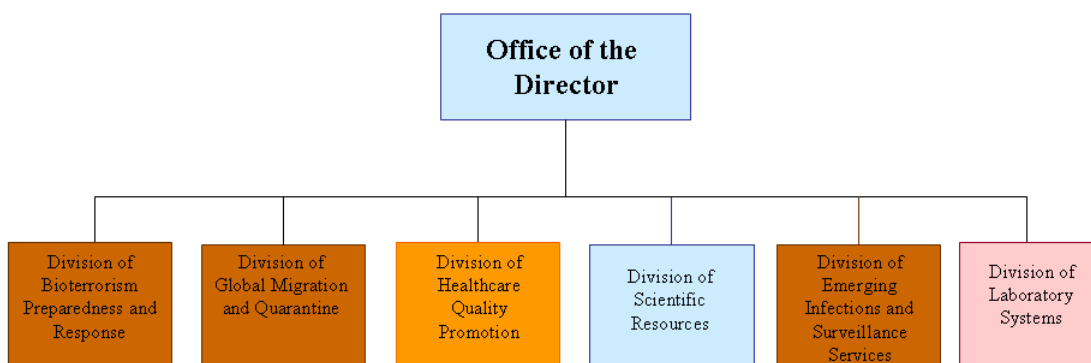 Office of the
Director
Division of
Bioterrorism
Preparedness and
Response
Division of
Global Migration
and Quarantine
Division of
Healthcare
Quality
Promotion
Division of
Scientific
Resources
Division of
Emerging
Infections and
Surveillance
Services
Division of
Laboratory
Systems